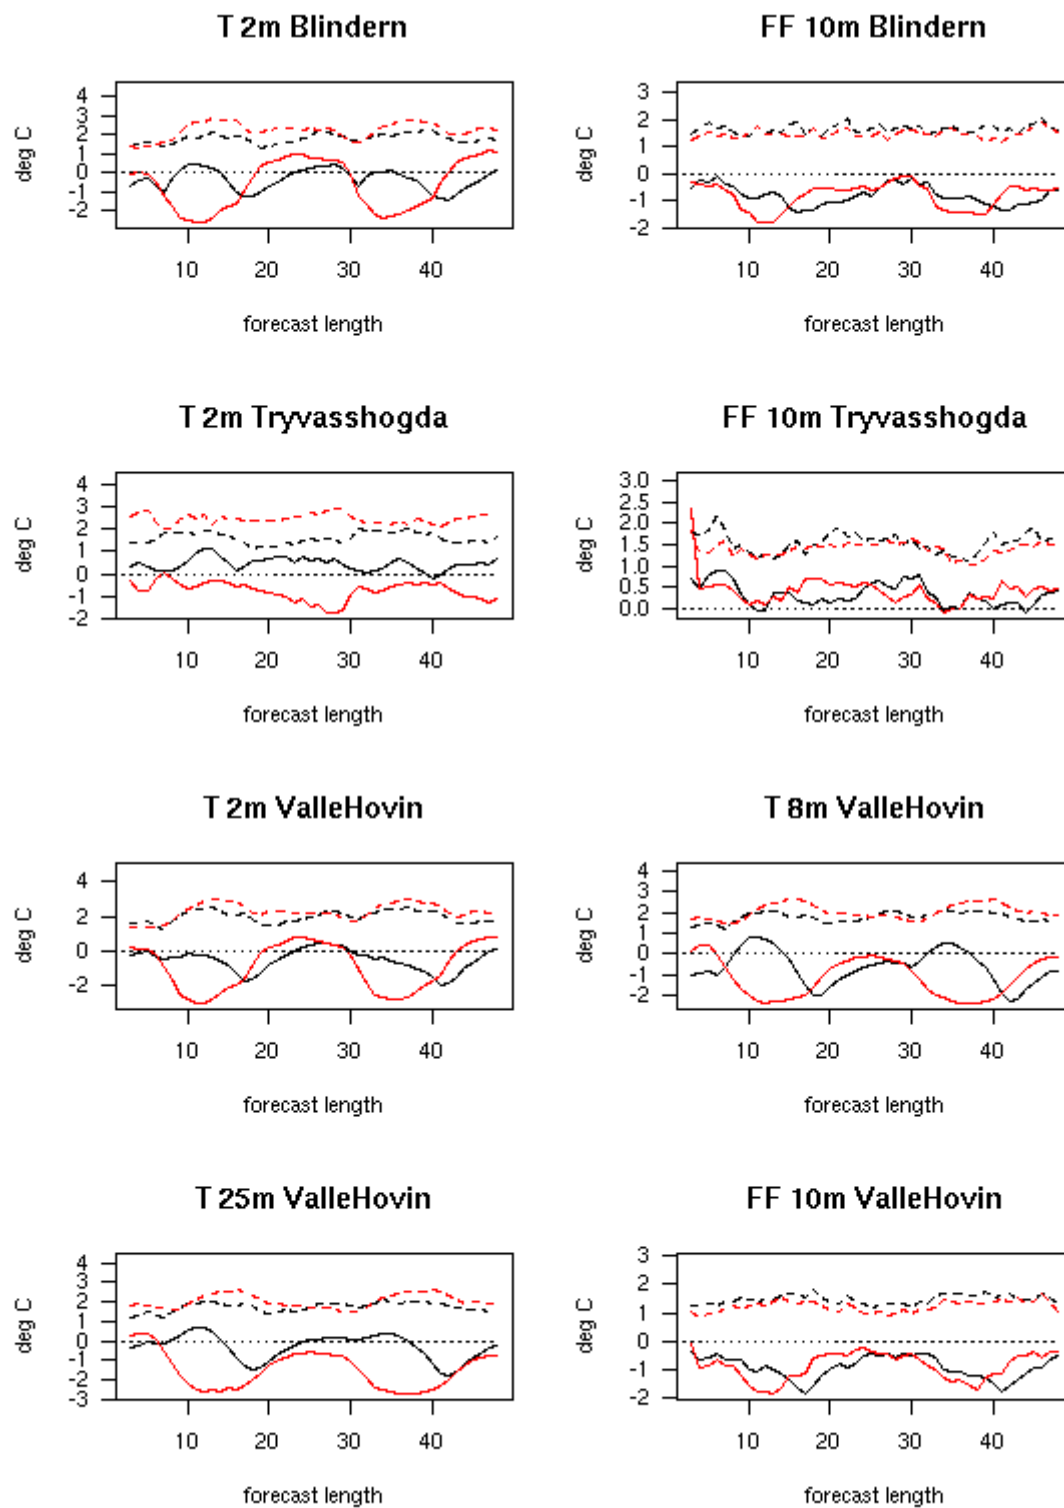 T 2m Blindern
FF 10m Blindern
deg C
4
3
2
1
0
-1
-2
10 20 30 40
forecast length
deg C
3
2
1
0
-1
-2
10 20 30 40
forecast length
T 2m Tryvasshogda
FF 10m Tryvasshogda
deg C
4
3
2
1
0
-1
-2
10 20 30 40
forecast length
deg C
3.0
2.5
2.0
1.5
1.0
0.5
0.0
10 20 30 40
forecast length
T 2m ValleHovin
T 8m ValleHovin
deg C
4
2
0
-2
10 20 30 40
forecast length
deg C
4
3
2
1
0
-1
-2
10 20 30 40
forecast length
T 25m ValleHovin
FF 10m ValleHovin
deg C
4
3
2
1
0
-1
-2
-3
10 20 30 40
forecast length
deg C
3
2
1
0
-1
-2
10 20 30 40
forecast length